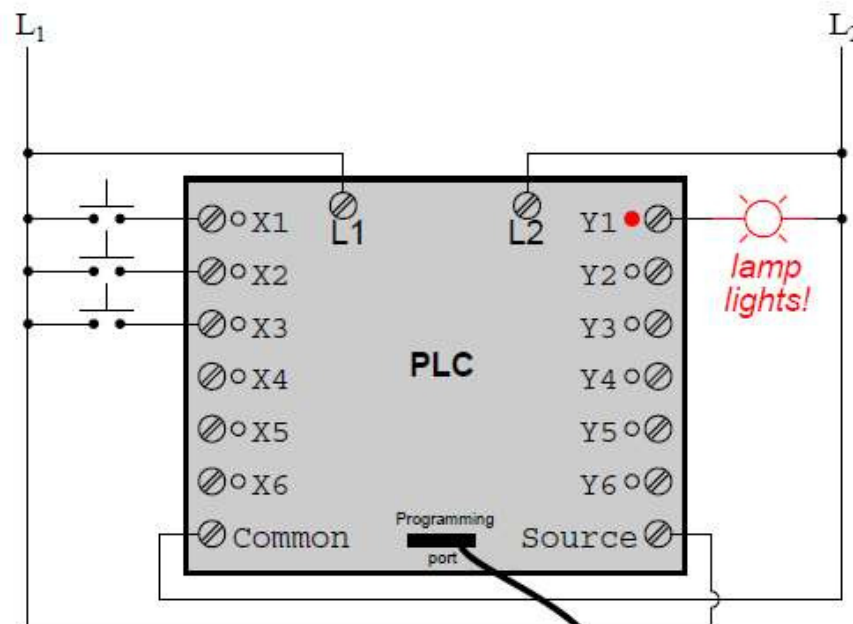 L1
L2
X1
L1
L2
Y1
X2
Y2
lamp
lights!
X3
Y3
PLC
X4
Y4
X5
Y5
X6
Y6
Programming
port
Common
Source